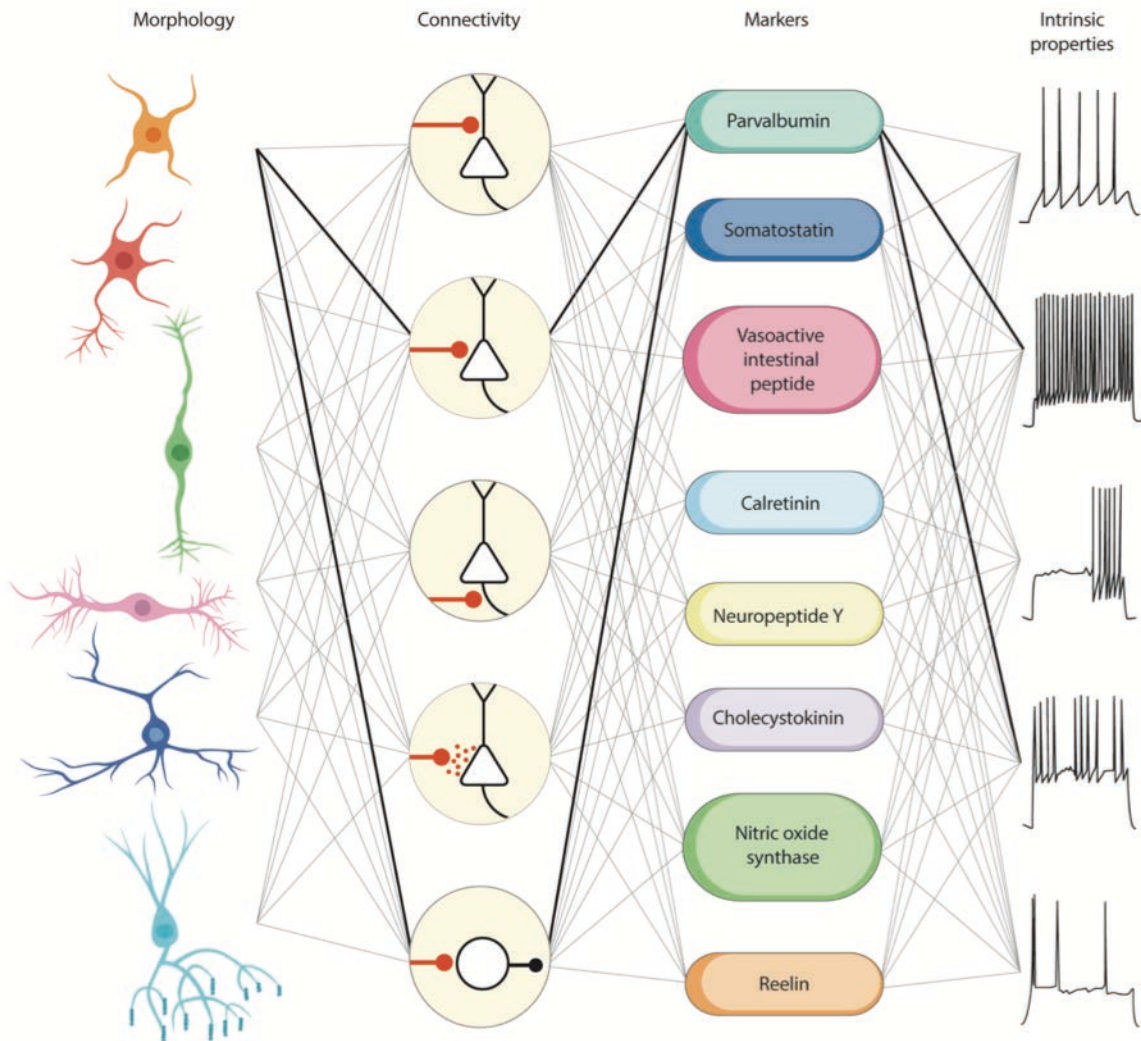 Morphology
Connectivity
Markers
Intrinsic
properties
Parvalbumin
Somatostatin
Vasoactive
intestinal
peptide
Calretinin
Neuropeptide Y
Cholecystokinin
Nitric oxide
synthase
Reelin